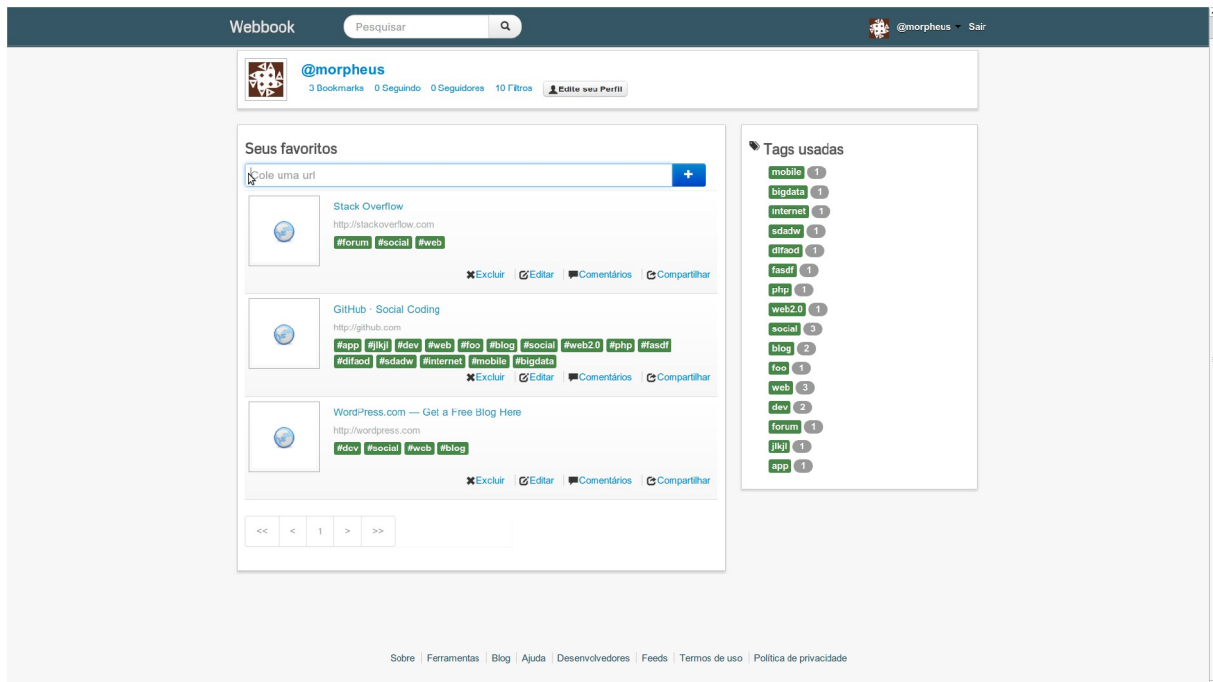 Webbook Pesquisar @morpheus Sair
@morpheus
3 Bookmarks 0 Seguindo 0 Seguidores 10 Filtros Edite seu Perfil
Seus favoritos
Cole uma url +
Stack Overflow
http://stackoverflow.com
#forum #social #web
Excluir Editar Comentários Compartilhar
GitHub · Social Coding
http://github.com
#app #jlkjl #dev #web #foo #blog #social #web2.0 #php #fasdf
#difaod #sdadw #internet #mobile #bigdata
Excluir Editar Comentários Compartilhar
WordPress.com — Get a Free Blog Here
http://wordpress.com
#dev #social #web #blog
Excluir Editar Comentários Compartilhar
<< < 1 > >>
Tags usadas
mobile 1
bigdata 1
internet 1
sdadw 1
difaod 1
fasdf 1
php 1
web2.0 1
social 3
blog 2
foo 1
web 3
dev 2
forum 1
jlkjl 1
app 1
Sobre Ferramentas Blog Ajuda Desenvolvedores Feeds Termos de uso Política de privacidade